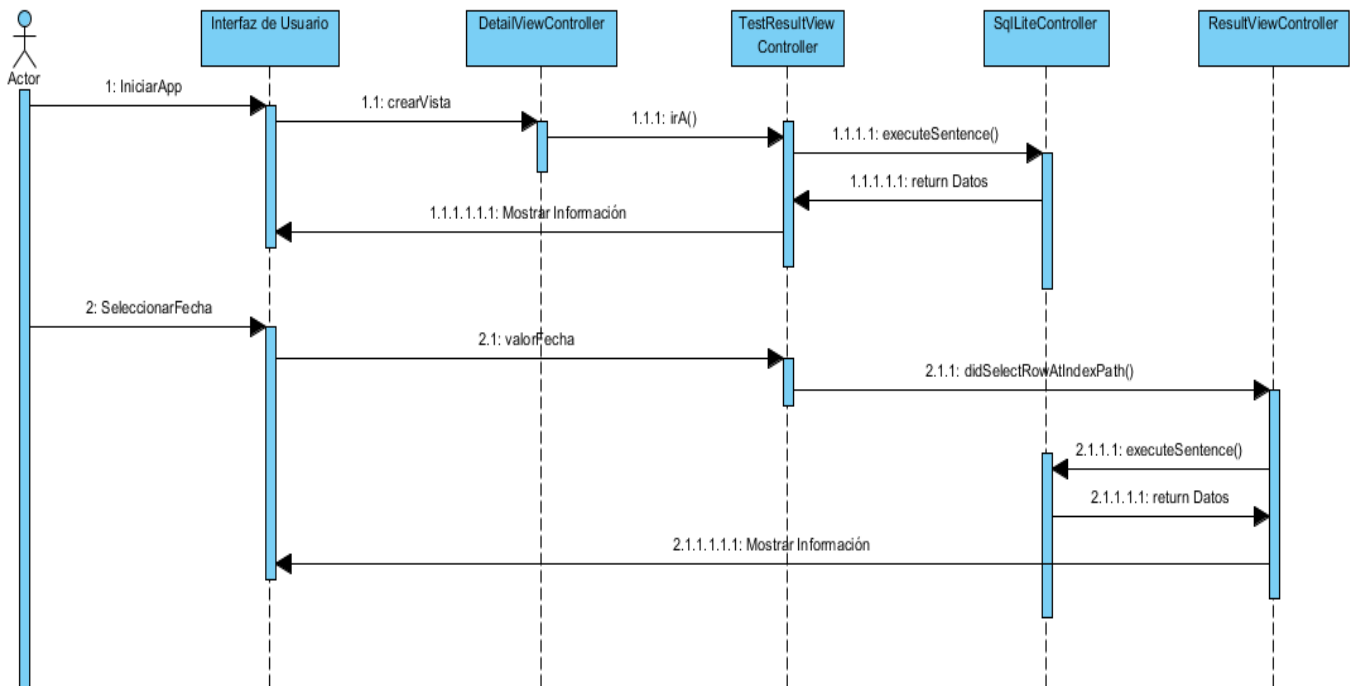 Interfaz de Usuario
DetailViewController
TestResultView
Controller
SqlLiteController
ResultViewController
Actor
1: IniciarApp
1.1: crearVista
1.1.1: irA()
1.1.1.1: executeSentence()
1.1.1.1.1: return Datos
1.1.1.1.1.1: Mostrar Información
2: SeleccionarFecha
2.1: valorFecha
2.1.1: didSelectRowAtIndexPath()
2.1.1.1: executeSentence()
2.1.1.1.1: return Datos
2.1.1.1.1.1: Mostrar Información